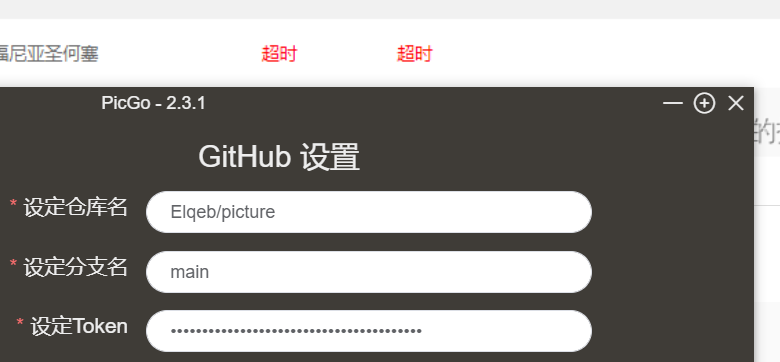 福尼亚圣何塞 超时 超时
PicGo - 2.3.1
的
GitHub 设置
* 设定仓库名 Elqeb/picture
* 设定分支名 main
* 设定Token ••••••••••••••••••••••••••••••••••••••••